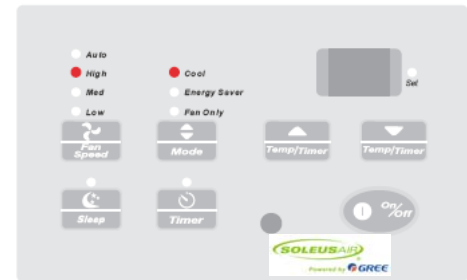 Auto
High
Cool
Med
Energy Saver
Set
Low
Fan Only
Fan Speed
Mode
Temp/Timer
Temp/Timer
Sleep
Timer
On/Off
SOLEUSAIR
Powered by GREE